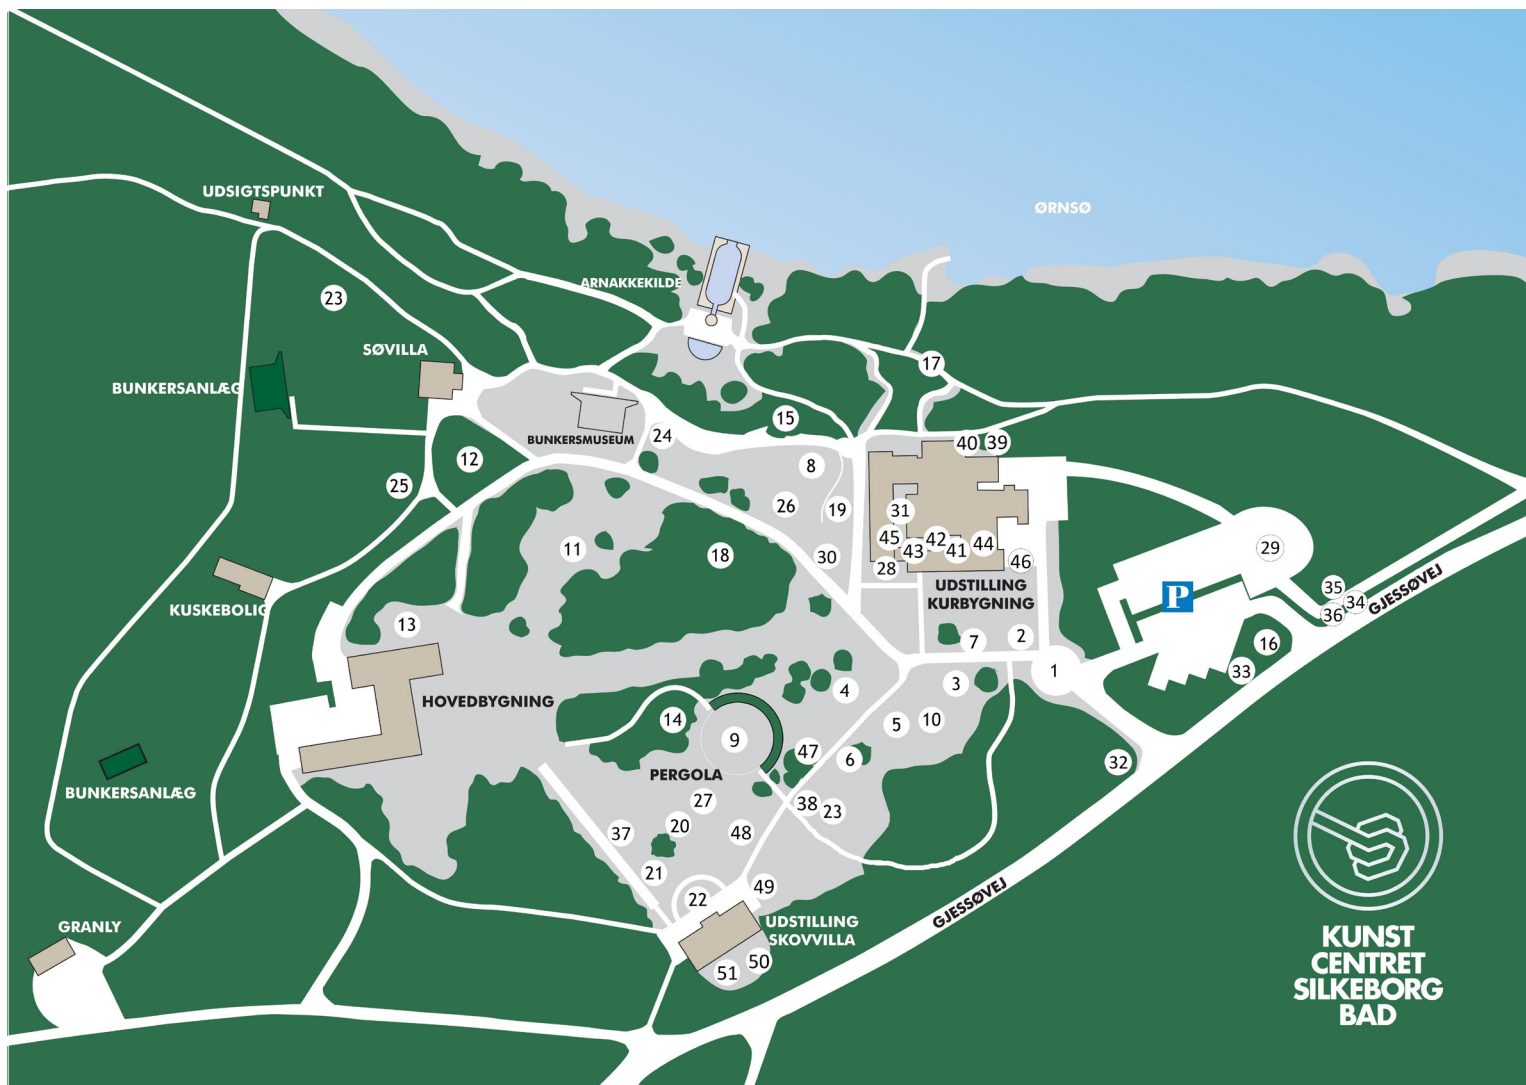 UDSIGTSPUNKT
ØRNSØ
ARNAKKEKILDE
23
SØVILLA
17
BUNKERSANLÆG
15
BUNKERSMUSEUM
24
40
39
12
8
25
26
19
31
11
18
30
45
43
42
41
44
46
28
29
P
UDSTILLING
KURBYGNING
KUSKEBOLIG
35
34
36
GJESSØVEJ
13
7
2
16
33
1
3
4
HOVEDBYGNING
14
9
5
10
47
6
32
PERGOLA
BUNKERSANLÆG
27
38
23
20
37
48
21
22
49
GJESSØVEJ
GRANLY
UDSTILLING
SKOVVILLA
50
51
KUNST
CENTRET
SILKEBORG
BAD